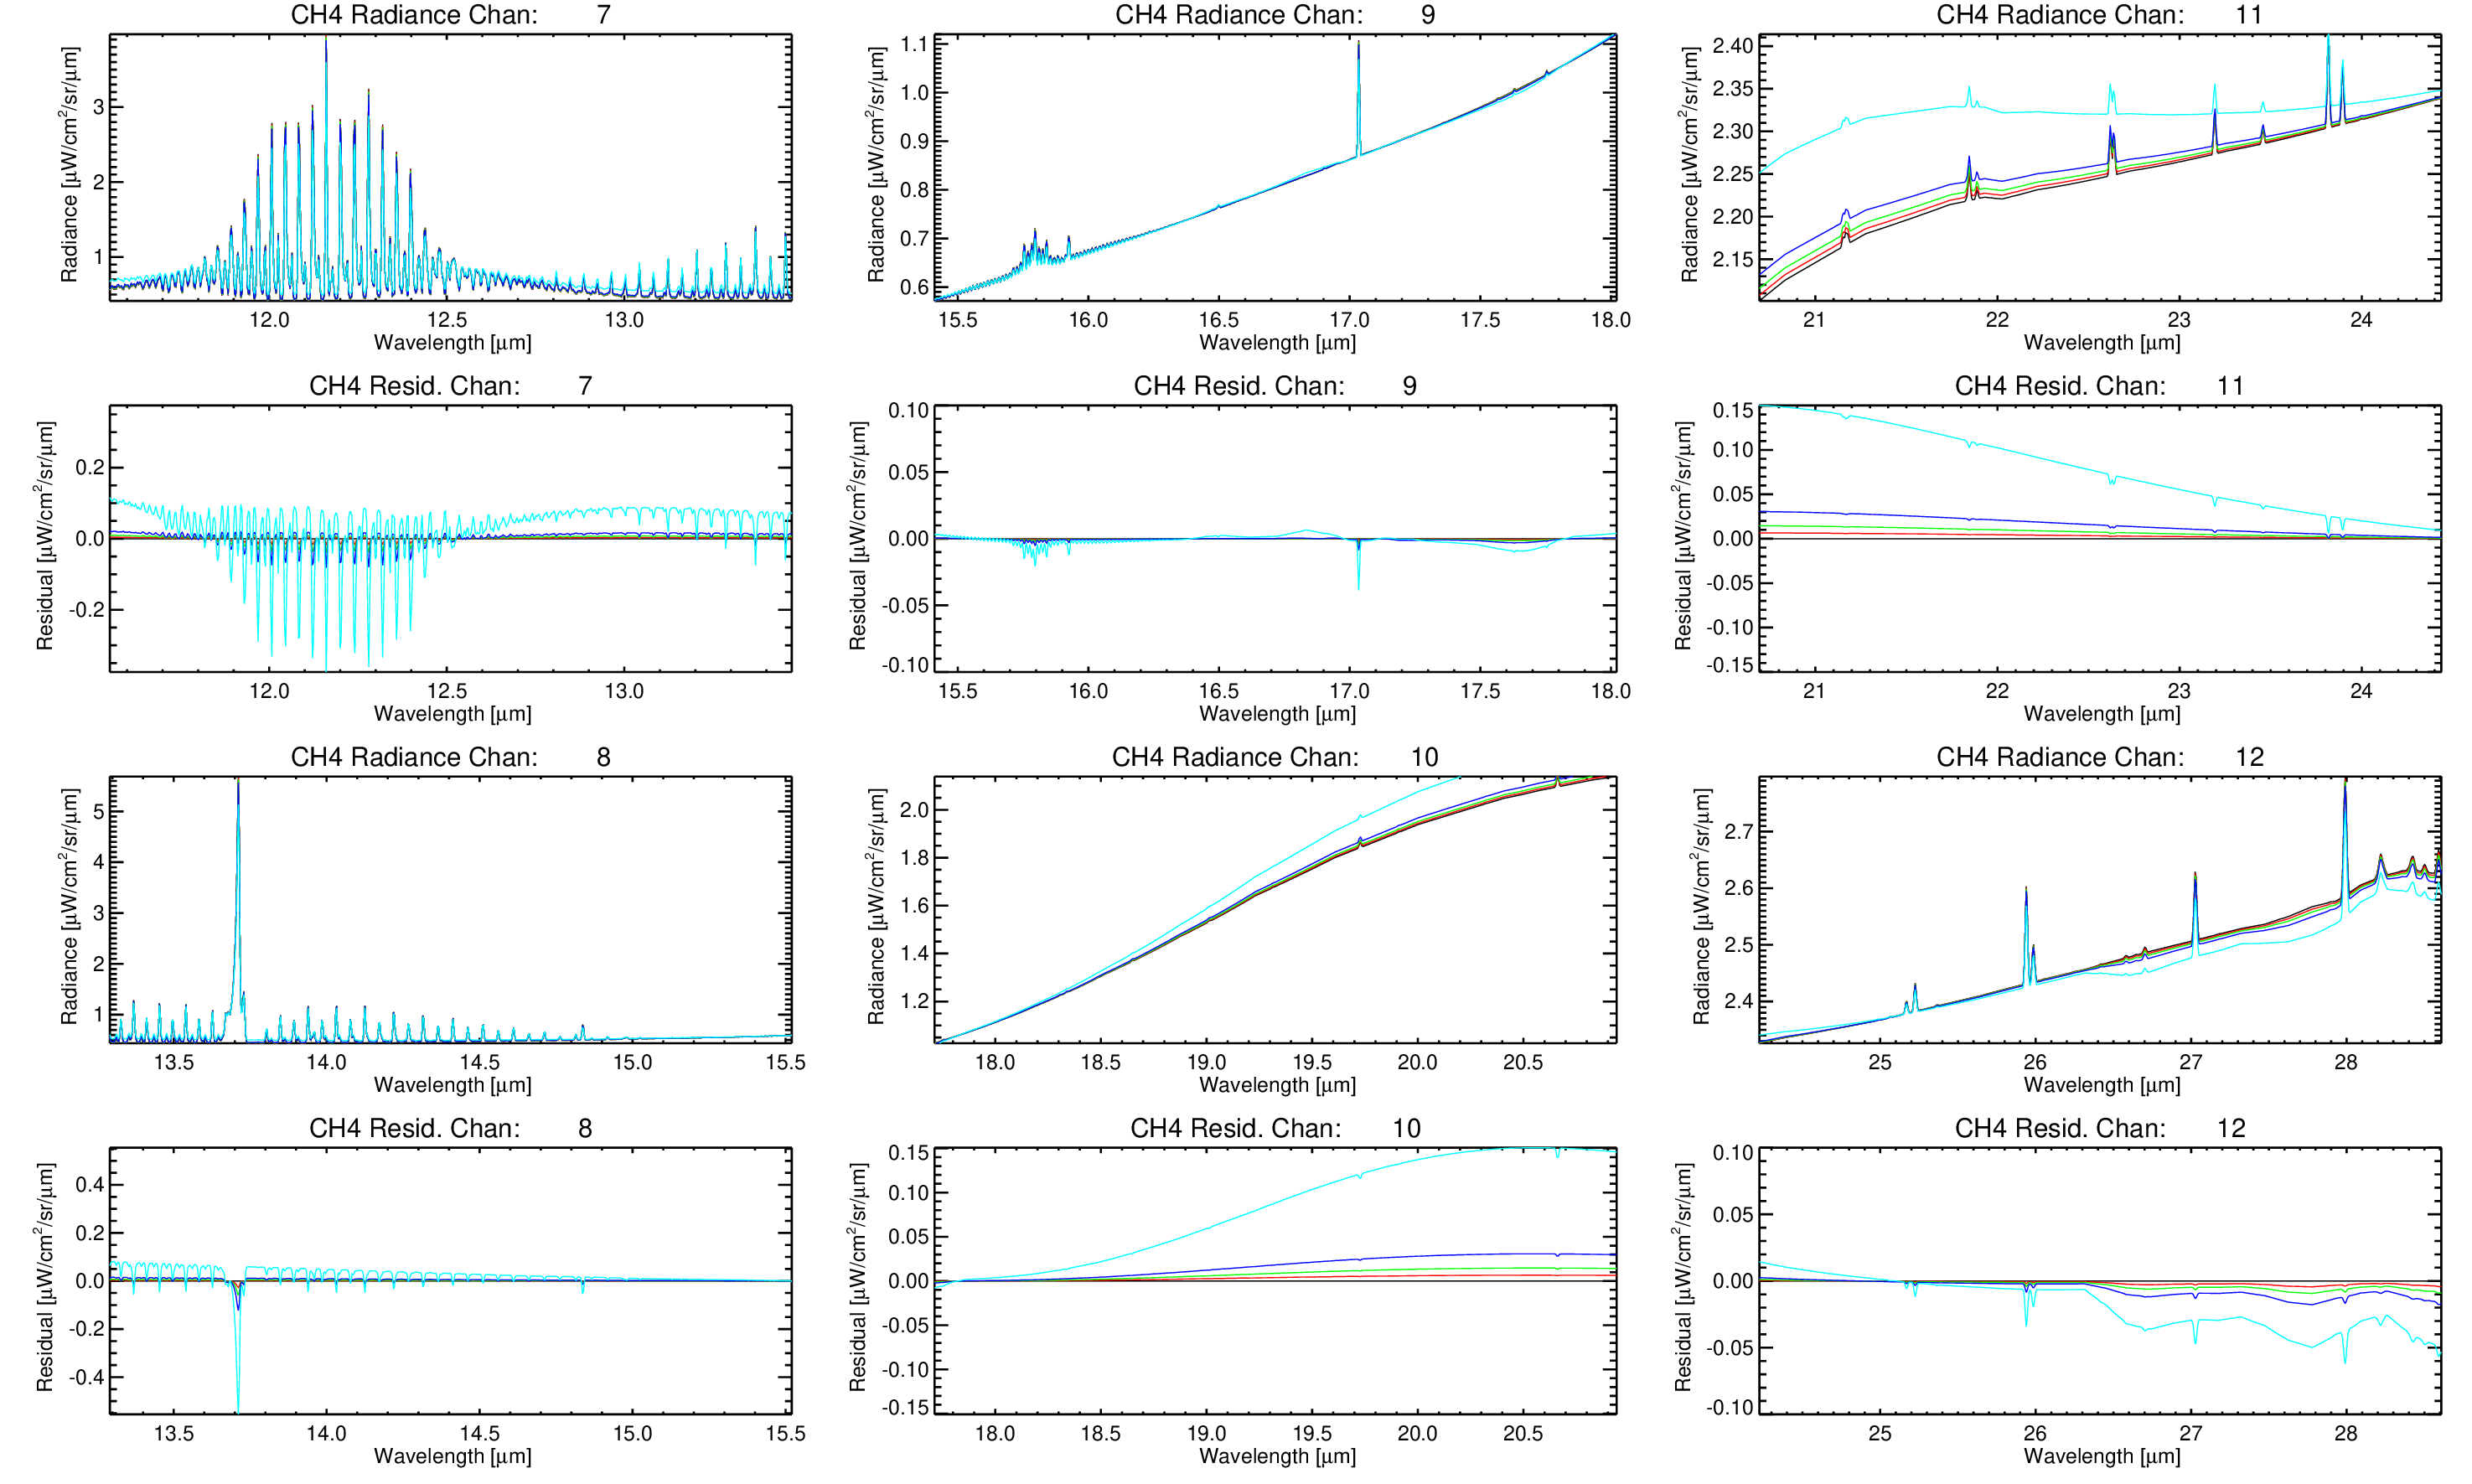 CH4 Radiance Chan: 7
Radiance [μW/cm²/sr/μm]
3
2
1
12.0 12.5 13.0
Wavelength [μm]
CH4 Radiance Chan: 9
Radiance [μW/cm²/sr/μm]
1.1
1.0
0.9
0.8
0.7
0.6
15.5 16.0 16.5 17.0 17.5 18.0
Wavelength [μm]
CH4 Radiance Chan: 11
Radiance [μW/cm²/sr/μm]
2.40
2.35
2.30
2.25
2.20
2.15
21 22 23 24
Wavelength [μm]
CH4 Resid. Chan: 7
Residual [μW/cm²/sr/μm]
0.2
0.0
-0.2
12.0 12.5 13.0
Wavelength [μm]
CH4 Resid. Chan: 9
Residual [μW/cm²/sr/μm]
0.10
0.05
0.00
-0.05
-0.10
15.5 16.0 16.5 17.0 17.5 18.0
Wavelength [μm]
CH4 Resid. Chan: 11
Residual [μW/cm²/sr/μm]
0.15
0.10
0.05
0.00
-0.05
-0.10
-0.15
21 22 23 24
Wavelength [μm]
CH4 Radiance Chan: 8
Radiance [μW/cm²/sr/μm]
5
4
3
2
1
13.5 14.0 14.5 15.0 15.5
Wavelength [μm]
CH4 Radiance Chan: 10
Radiance [μW/cm²/sr/μm]
2.0
1.8
1.6
1.4
1.2
18.0 18.5 19.0 19.5 20.0 20.5
Wavelength [μm]
CH4 Radiance Chan: 12
Radiance [μW/cm²/sr/μm]
2.7
2.6
2.5
2.4
25 26 27 28
Wavelength [μm]
CH4 Resid. Chan: 8
Residual [μW/cm²/sr/μm]
0.4
0.2
0.0
-0.2
-0.4
13.5 14.0 14.5 15.0 15.5
Wavelength [μm]
CH4 Resid. Chan: 10
Residual [μW/cm²/sr/μm]
0.15
0.10
0.05
0.00
-0.05
-0.10
-0.15
18.0 18.5 19.0 19.5 20.0 20.5
Wavelength [μm]
CH4 Resid. Chan: 12
Residual [μW/cm²/sr/μm]
0.10
0.05
0.00
-0.05
-0.10
25 26 27 28
Wavelength [μm]